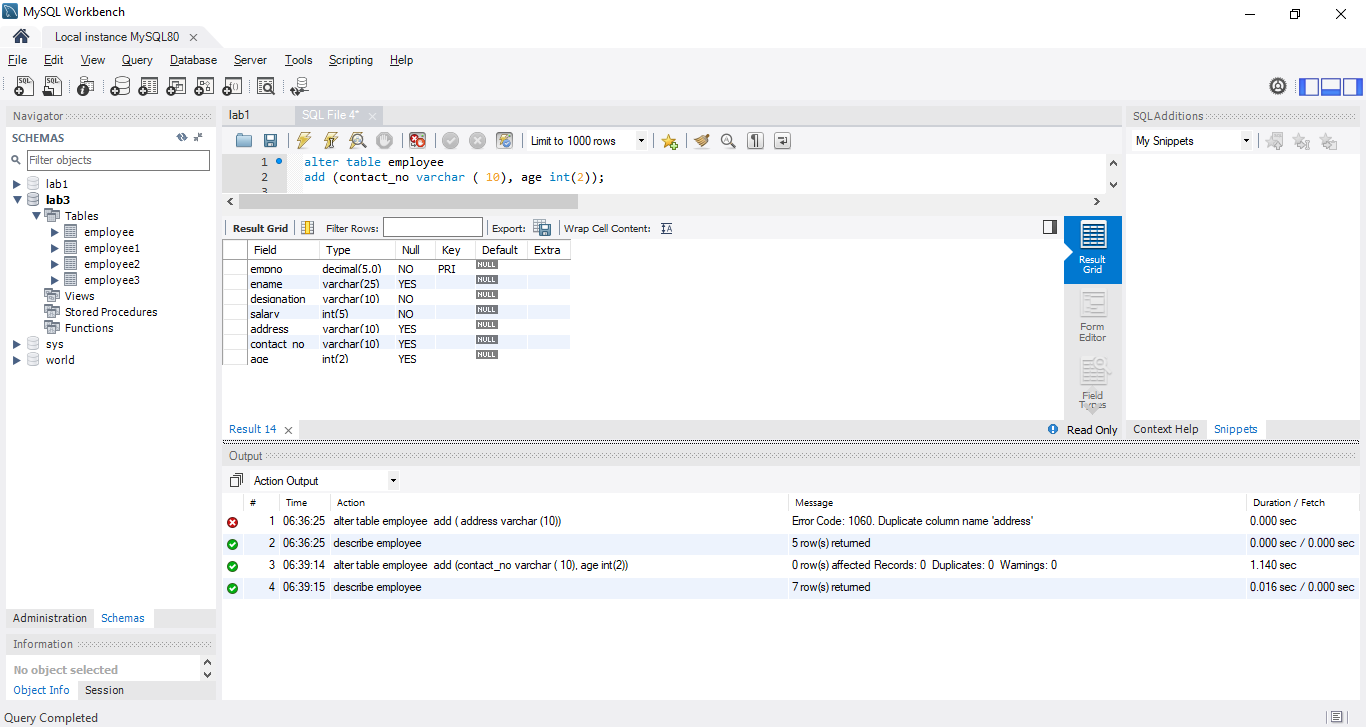 MySQL Workbench
Local instance MySQL80
File Edit View Query Database Server Tools Scripting Help
Navigator
SCHEMAS
Filter objects
lab1
lab3
Tables
employee
employee1
employee2
employee3
Views
Stored Procedures
Functions
sys
world
Administration Schemas
Information
No object selected
Object Info Session
Query Completed
lab1 SQL File 4*
Limit to 1000 rows
1 alter table employee
2 add (contact_no varchar ( 10), age int(2));
3
Result Grid Filter Rows: Export: Wrap Cell Content:
Field Type Null Key Default Extra
empno decimal(5,0) NO PRI NULL
ename varchar(25) YES NULL
designation varchar(10) NO NULL
salary int(5) NO NULL
address varchar(10) YES NULL
contact_no varchar(10) YES NULL
age int(2) YES NULL
Result Grid
Form Editor
Field Types
Result 14 Read Only
SQLAdditions
My Snippets
Context Help Snippets
Output
Action Output
# Time Action Message Duration / Fetch
1 06:36:25 alter table employee add ( address varchar (10)) Error Code: 1060. Duplicate column name 'address' 0.000 sec
2 06:36:25 describe employee 5 row(s) returned 0.000 sec / 0.000 sec
3 06:39:14 alter table employee add (contact_no varchar ( 10), age int(2)) 0 row(s) affected Records: 0 Duplicates: 0 Warnings: 0 1.140 sec
4 06:39:15 describe employee 7 row(s) returned 0.016 sec / 0.000 sec